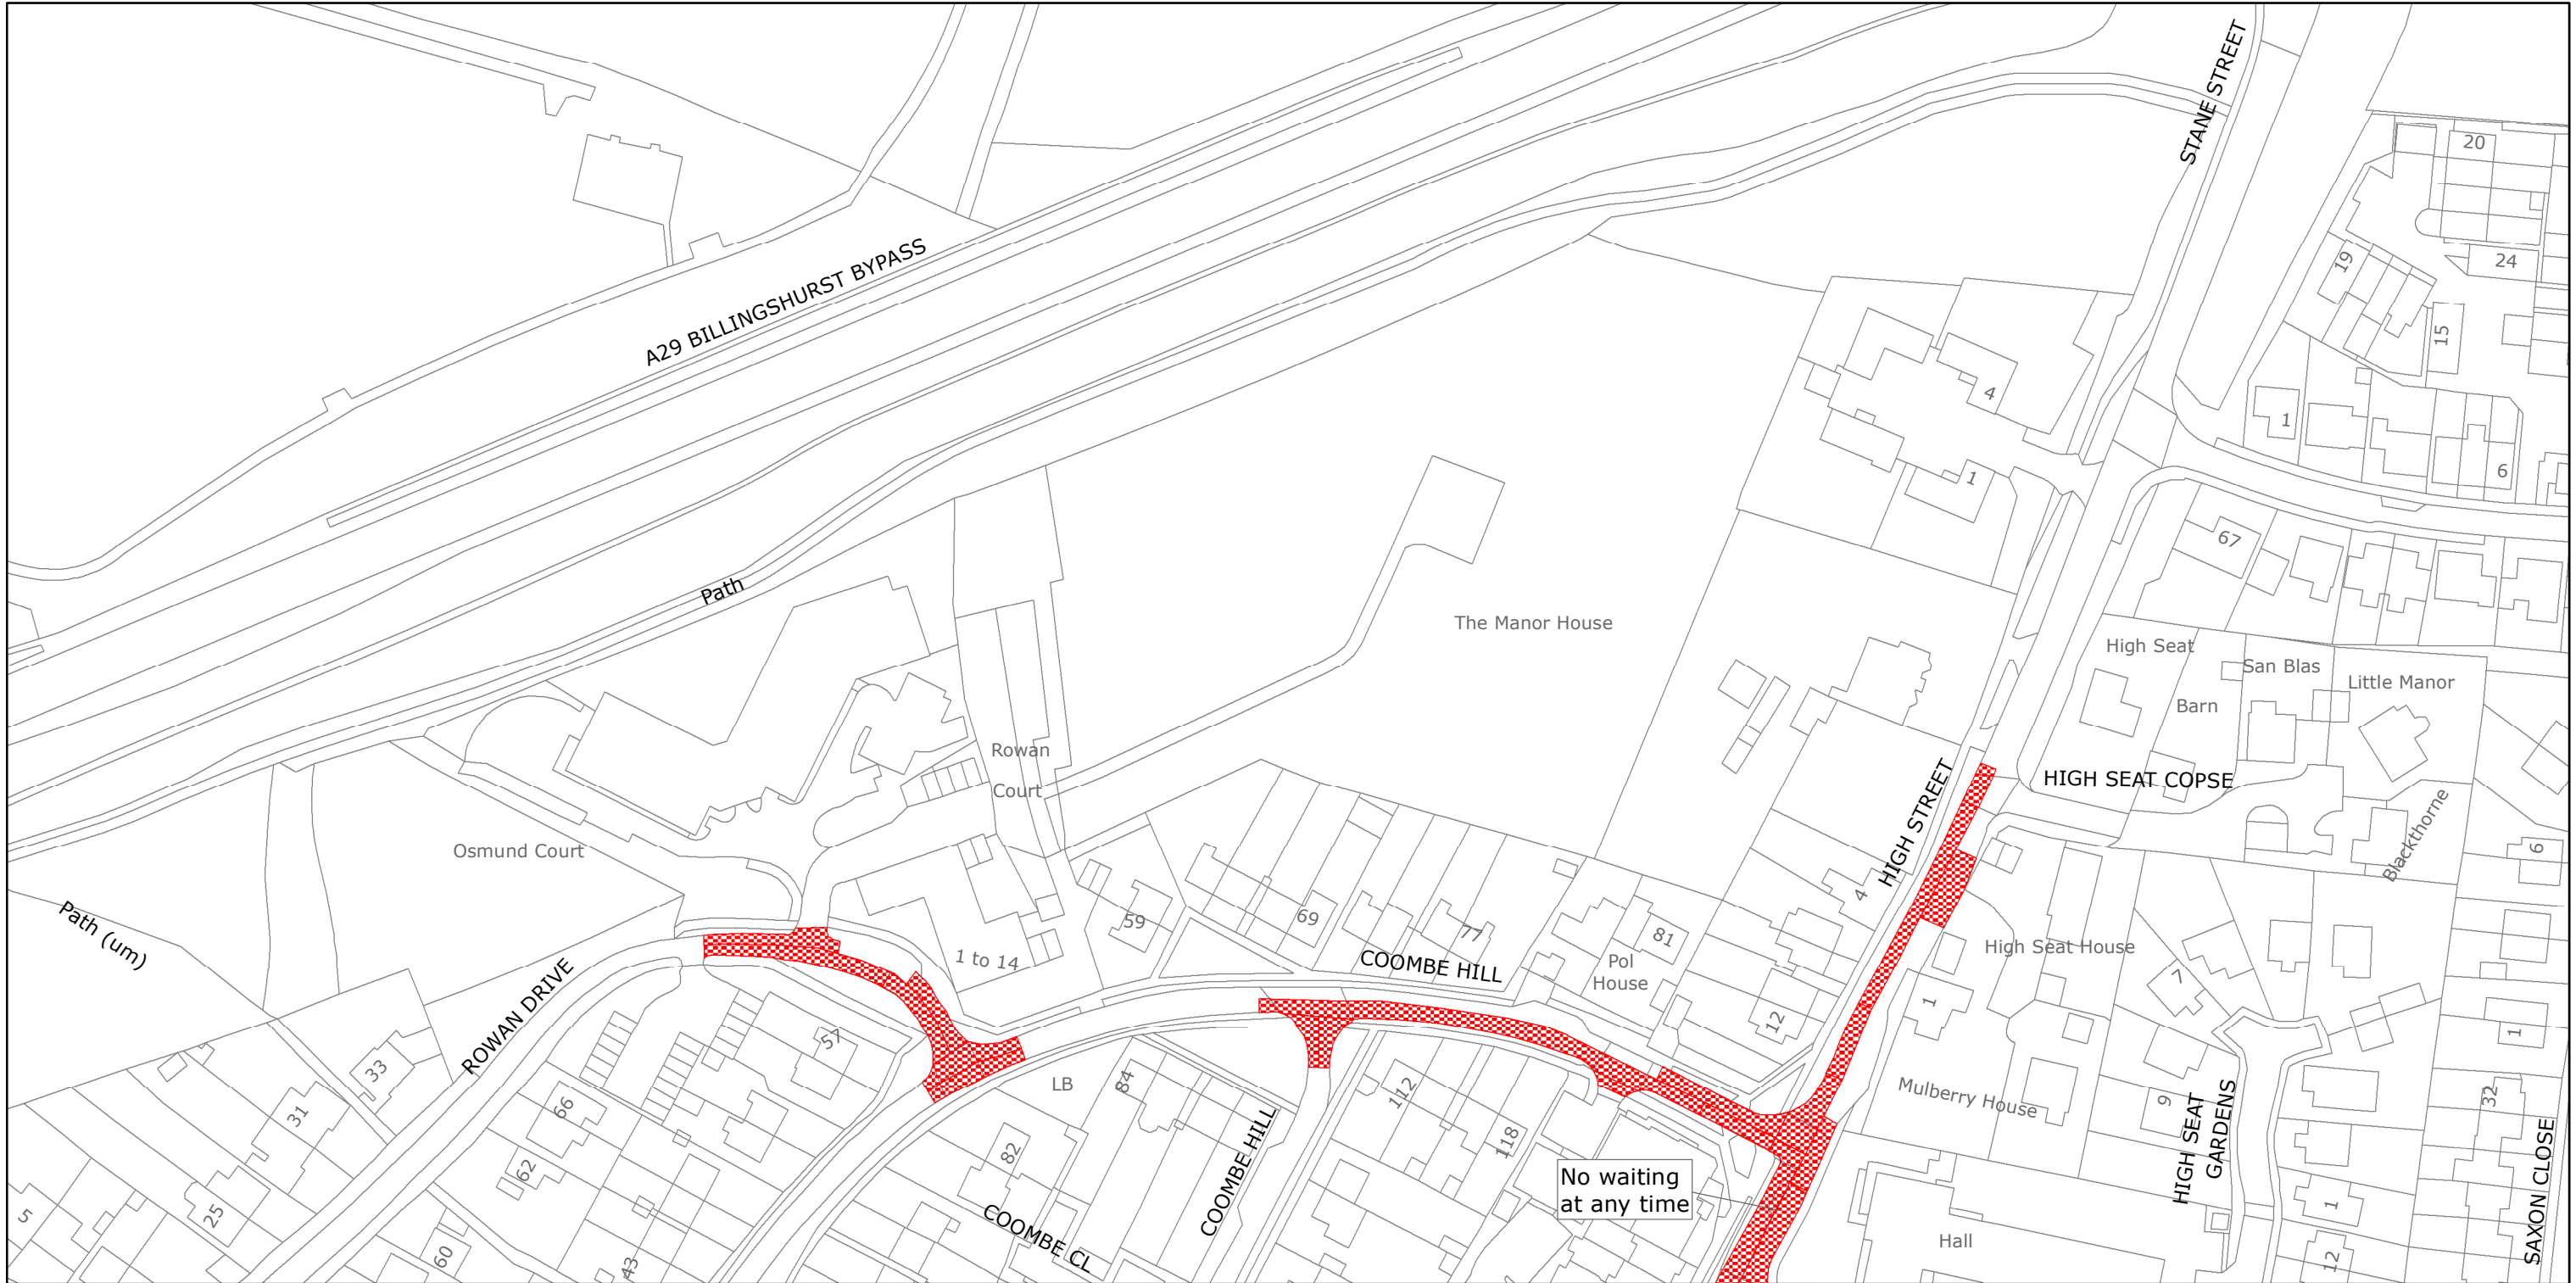 STANE STREET
20
19
24
15
A29 BILLINGSHURST BYPASS
4
1
1
6
67
Path
The Manor House
High Seat
Barn
San Blas
Little Manor
Rowan
Court
HIGH STREET
HIGH SEAT COPSE
Blackthorne
6
Osmund Court
4
Path (um)
59
69
77
81
1 to 14
COOMBE HILL
Pol
House
High Seat House
7
1
12
1
ROWAN DRIVE
57
33
31
66
LB
84
112
118
Mulberry House
9
32
HIGH SEAT
GARDENS
SAXON CLOSE
62
82
COOMBE HILL
No waiting
at any time
5
25
60
43
COOMBE CL
Hall
1
12